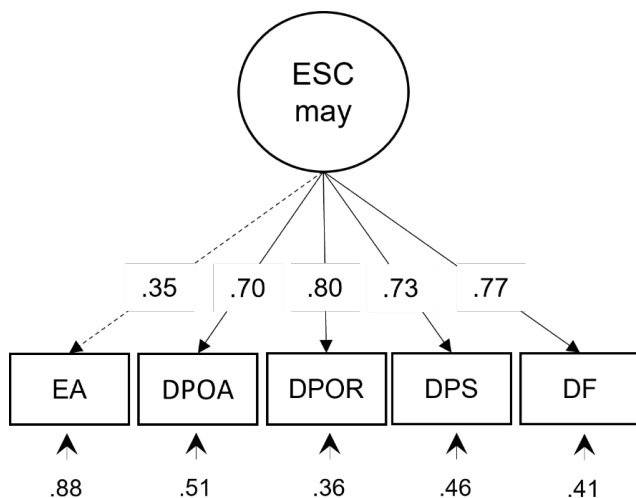 ESC
may
.35 .70 .80 .73 .77
EA DPOA DPOR DPS DF
.88 .51 .36 .46 .41